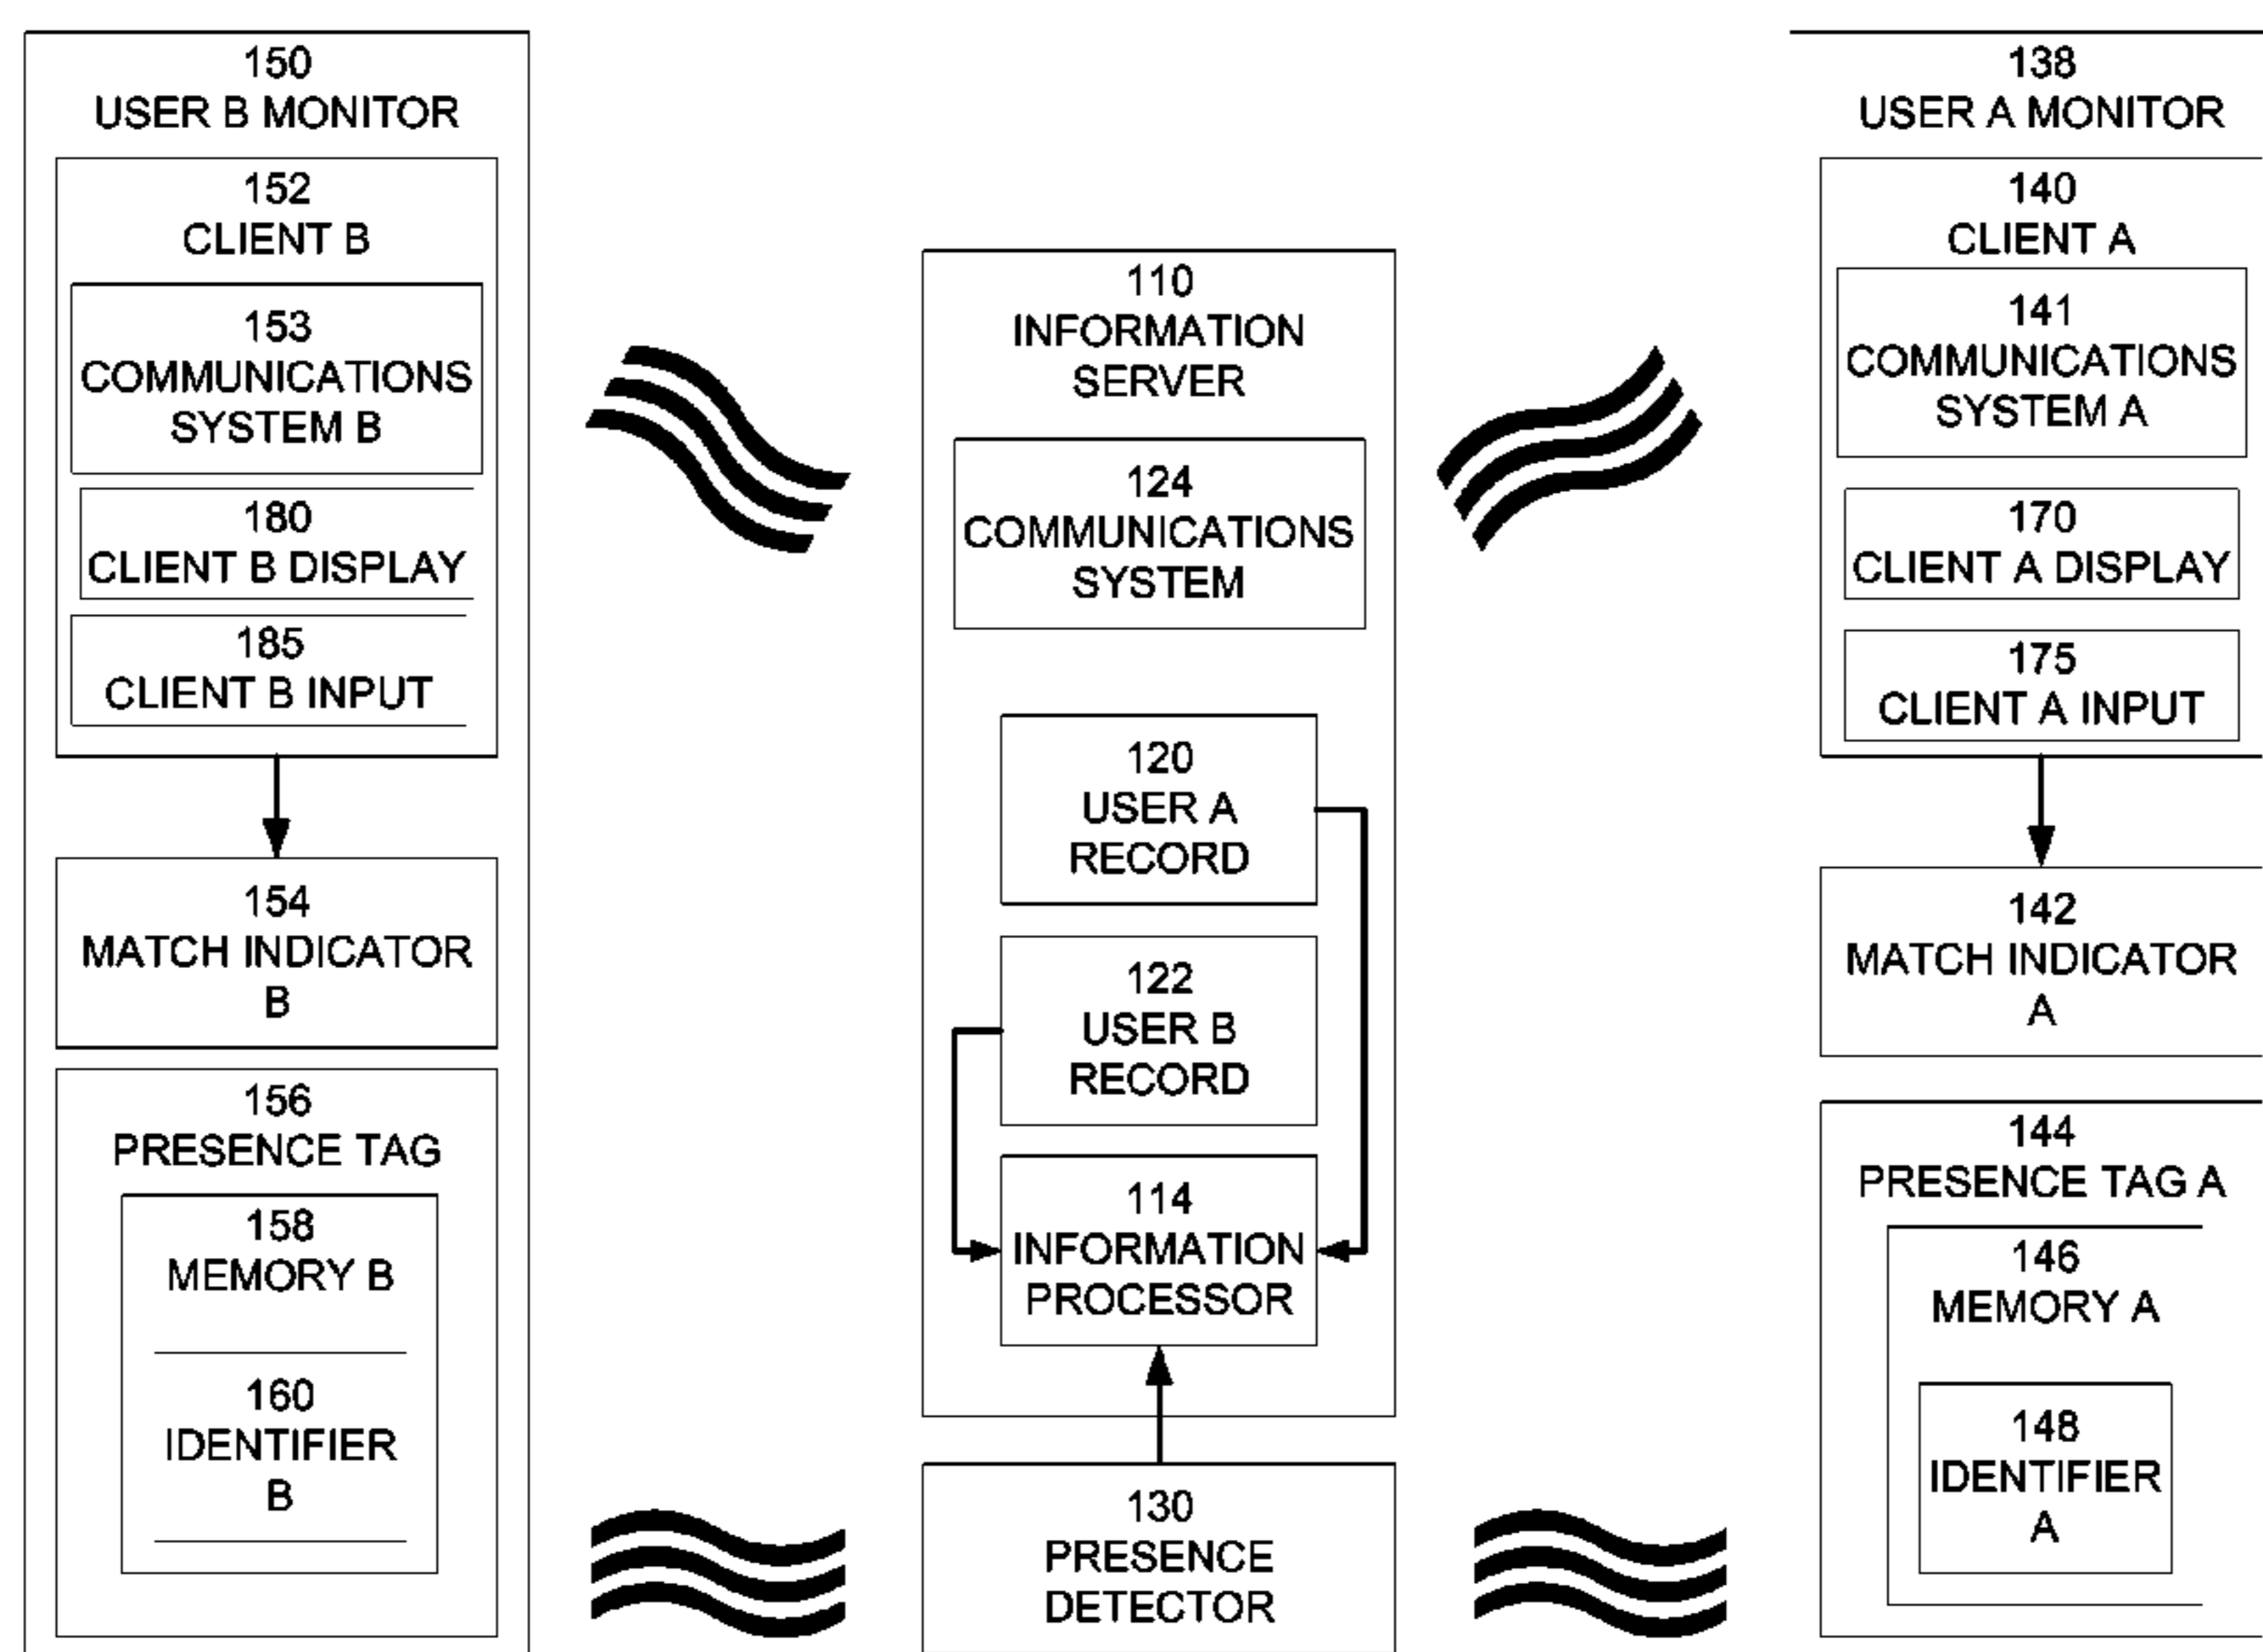 150
USER B MONITOR
152
CLIENT B
153
COMMUNICATIONS
SYSTEM B
180
CLIENT B DISPLAY
185
CLIENT B INPUT
154
MATCH INDICATOR
B
156
PRESENCE TAG
158
MEMORY B
160
IDENTIFIER
B
110
INFORMATION
SERVER
124
COMMUNICATIONS
SYSTEM
120
USER A
RECORD
122
USER B
RECORD
114
INFORMATION
PROCESSOR
130
PRESENCE
DETECTOR
138
USER A MONITOR
140
CLIENT A
141
COMMUNICATIONS
SYSTEM A
170
CLIENT A DISPLAY
175
CLIENT A INPUT
142
MATCH INDICATOR
A
144
PRESENCE TAG A
146
MEMORY A
148
IDENTIFIER
A